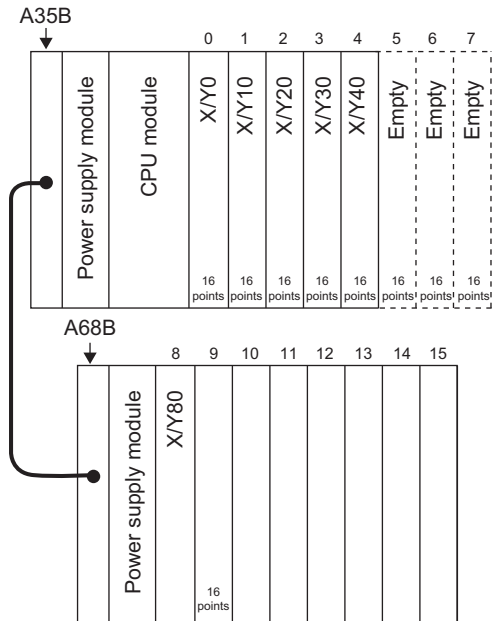 A35B
0 1 2 3 4 5 6 7
Power supply module
CPU module
X/Y0
X/Y10
X/Y20
X/Y30
X/Y40
Empty
Empty
Empty
16
points
16
points
16
points
16
points
16
points
16
points
16
points
16
points
A68B
8 9 10 11 12 13 14 15
Power supply module
X/Y80
16
points